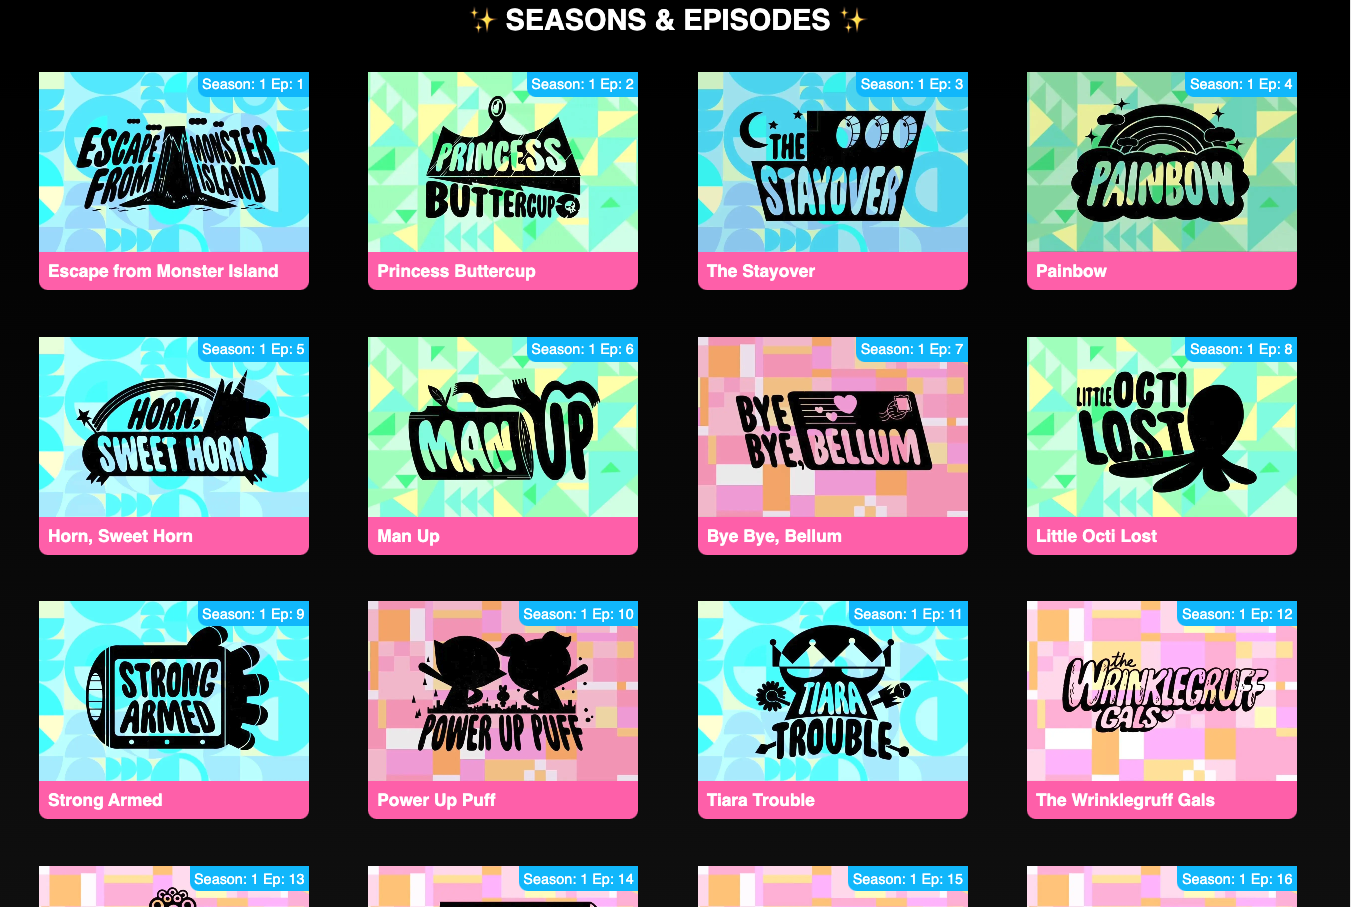 ✨ SEASONS & EPISODES ✨
Season: 1 Ep: 1
ESCAPE FROM MONSTER ISLAND
Escape from Monster Island
Season: 1 Ep: 2
PRINCESS
BUTTERCUP
Princess Buttercup
Season: 1 Ep: 3
THE
STAYOVER
The Stayover
Season: 1 Ep: 4
PAINBOW
Painbow
Season: 1 Ep: 5
HORN,
SWEET HORN
Horn, Sweet Horn
Season: 1 Ep: 6
MAN UP
Man Up
Season: 1 Ep: 7
BYE
BYE, BELLUM
Bye Bye, Bellum
Season: 1 Ep: 8
LITTLE OCTI
LOST
Little Octi Lost
Season: 1 Ep: 9
STRONG
ARMED
Strong Armed
Season: 1 Ep: 10
POWER UP PUFF
Power Up Puff
Season: 1 Ep: 11
TIARA
TROUBLE
Tiara Trouble
Season: 1 Ep: 12
the
WRINKLEGRUFF
GALS
The Wrinklegruff Gals
Season: 1 Ep: 13
Season: 1 Ep: 14
Season: 1 Ep: 15
Season: 1 Ep: 16